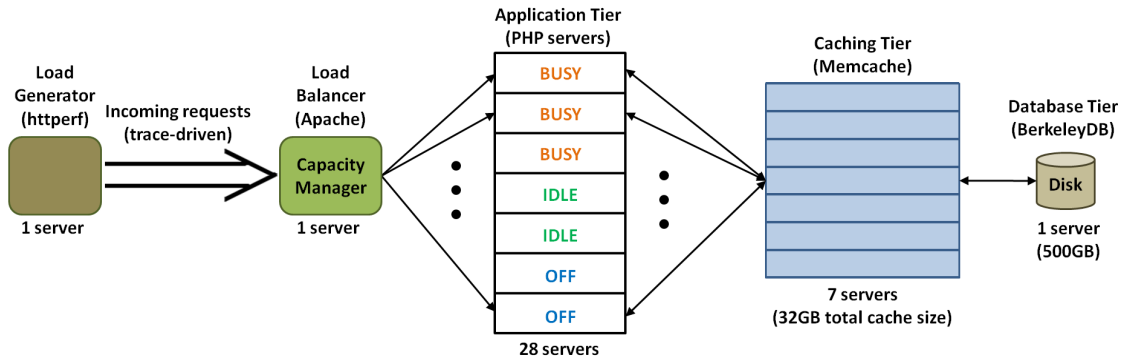 Load
Generator
(httperf)
1 server
Incoming requests
(trace-driven)
Load
Balancer
(Apache)
Capacity
Manager
1 server
Application Tier
(PHP servers)
BUSY
BUSY
BUSY
IDLE
IDLE
OFF
OFF
28 servers
Caching Tier
(Memcache)
7 servers
(32GB total cache size)
Database Tier
(BerkeleyDB)
Disk
1 server
(500GB)